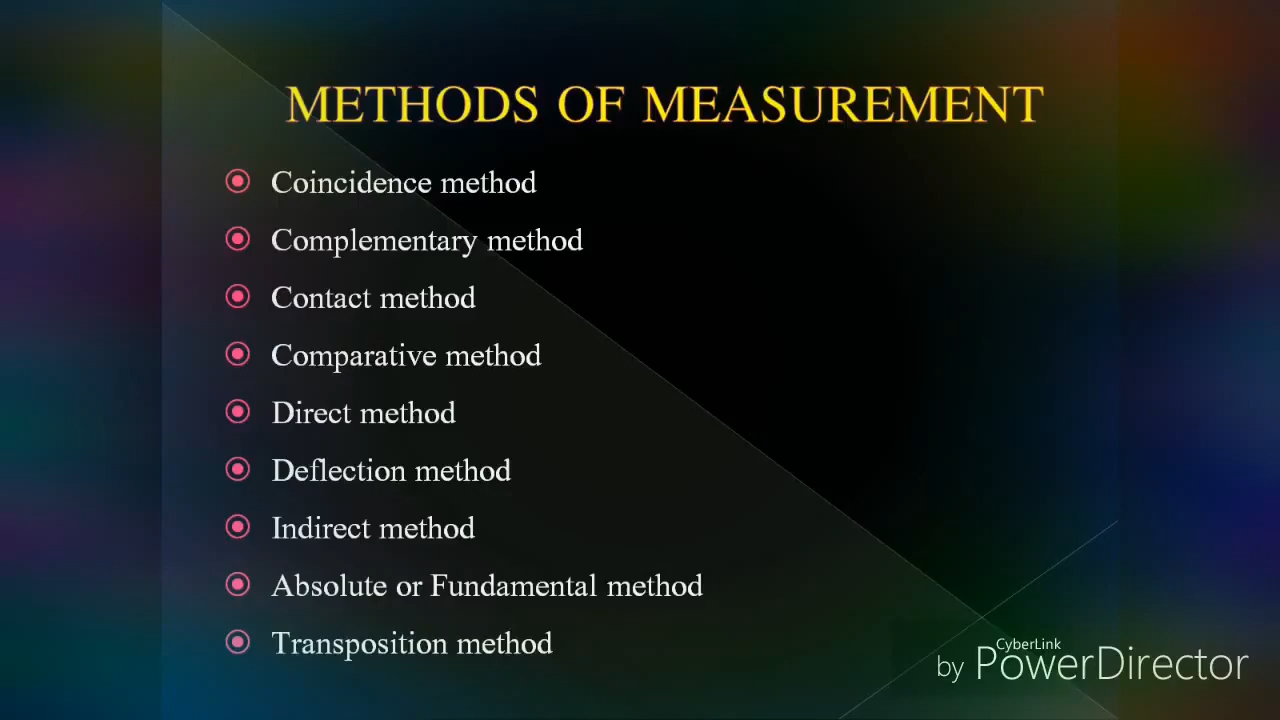 METHODS OF MEASUREMENT
Coincidence method
Complementary method
Contact method
Comparative method
Direct method
Deflection method
Indirect method
Absolute or Fundamental method
Transposition method
CyberLink
by PowerDirector